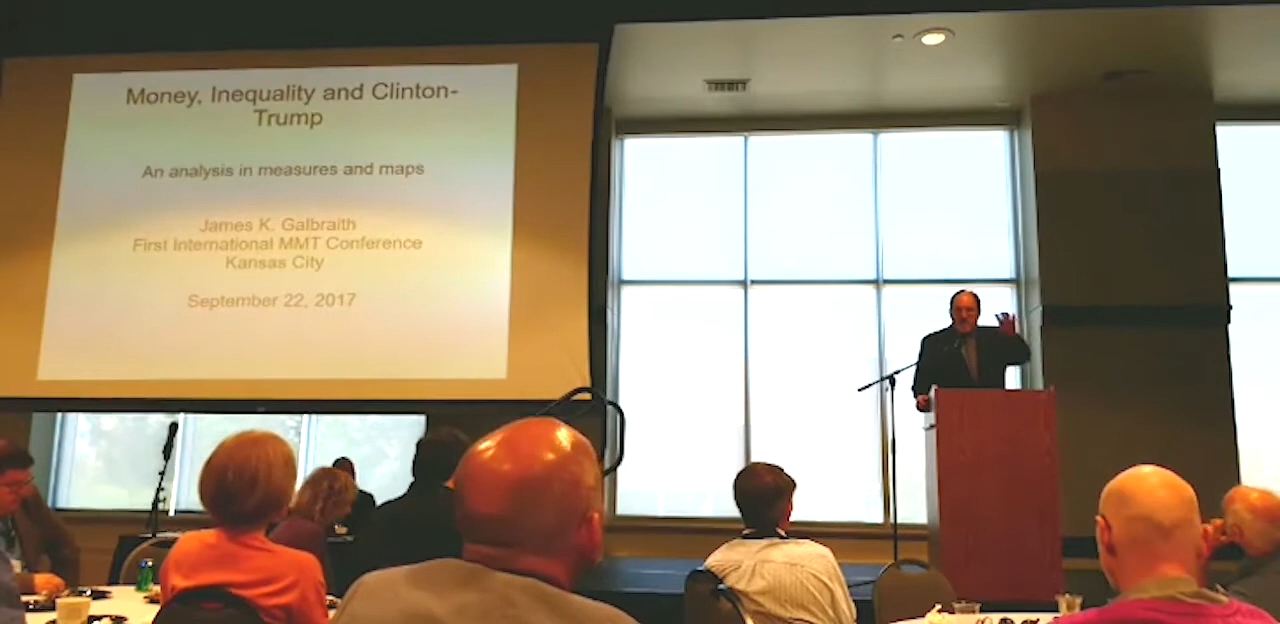 Money, Inequality and Clinton-
Trump
An analysis in measures and maps
James K. Galbraith
First International MMT Conference
Kansas City
September 22, 2017